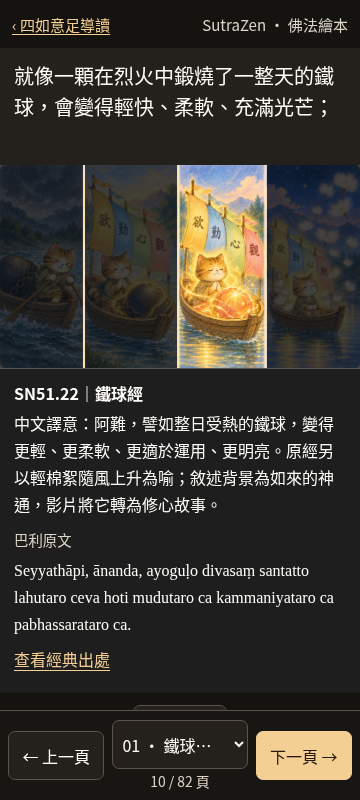 ‹ 四如意足導讀
SutraZen · 佛法繪本
就像一顆在烈火中鍛燒了一整天的鐵
球，會變得輕快、柔軟、充滿光芒；
欲
勤
心
觀
欲
勤
心
觀
SN51.22｜鐵球經
中文譯意：阿難，譬如整日受熱的鐵球，變得
更輕、更柔軟、更適於運用、更明亮。原經另
以輕棉絮隨風上升為喻；敘述背景為如來的神
通，影片將它轉為修心故事。
巴利原文
Seyyathāpi, ānanda, ayoguḷo divasaṃ santatto
lahutaro ceva hoti mudutaro ca kammaniyataro ca
pabhassarataro ca.
查看經典出處
← 上一頁
01 · 鐵球…
10 / 82 頁
下一頁 →